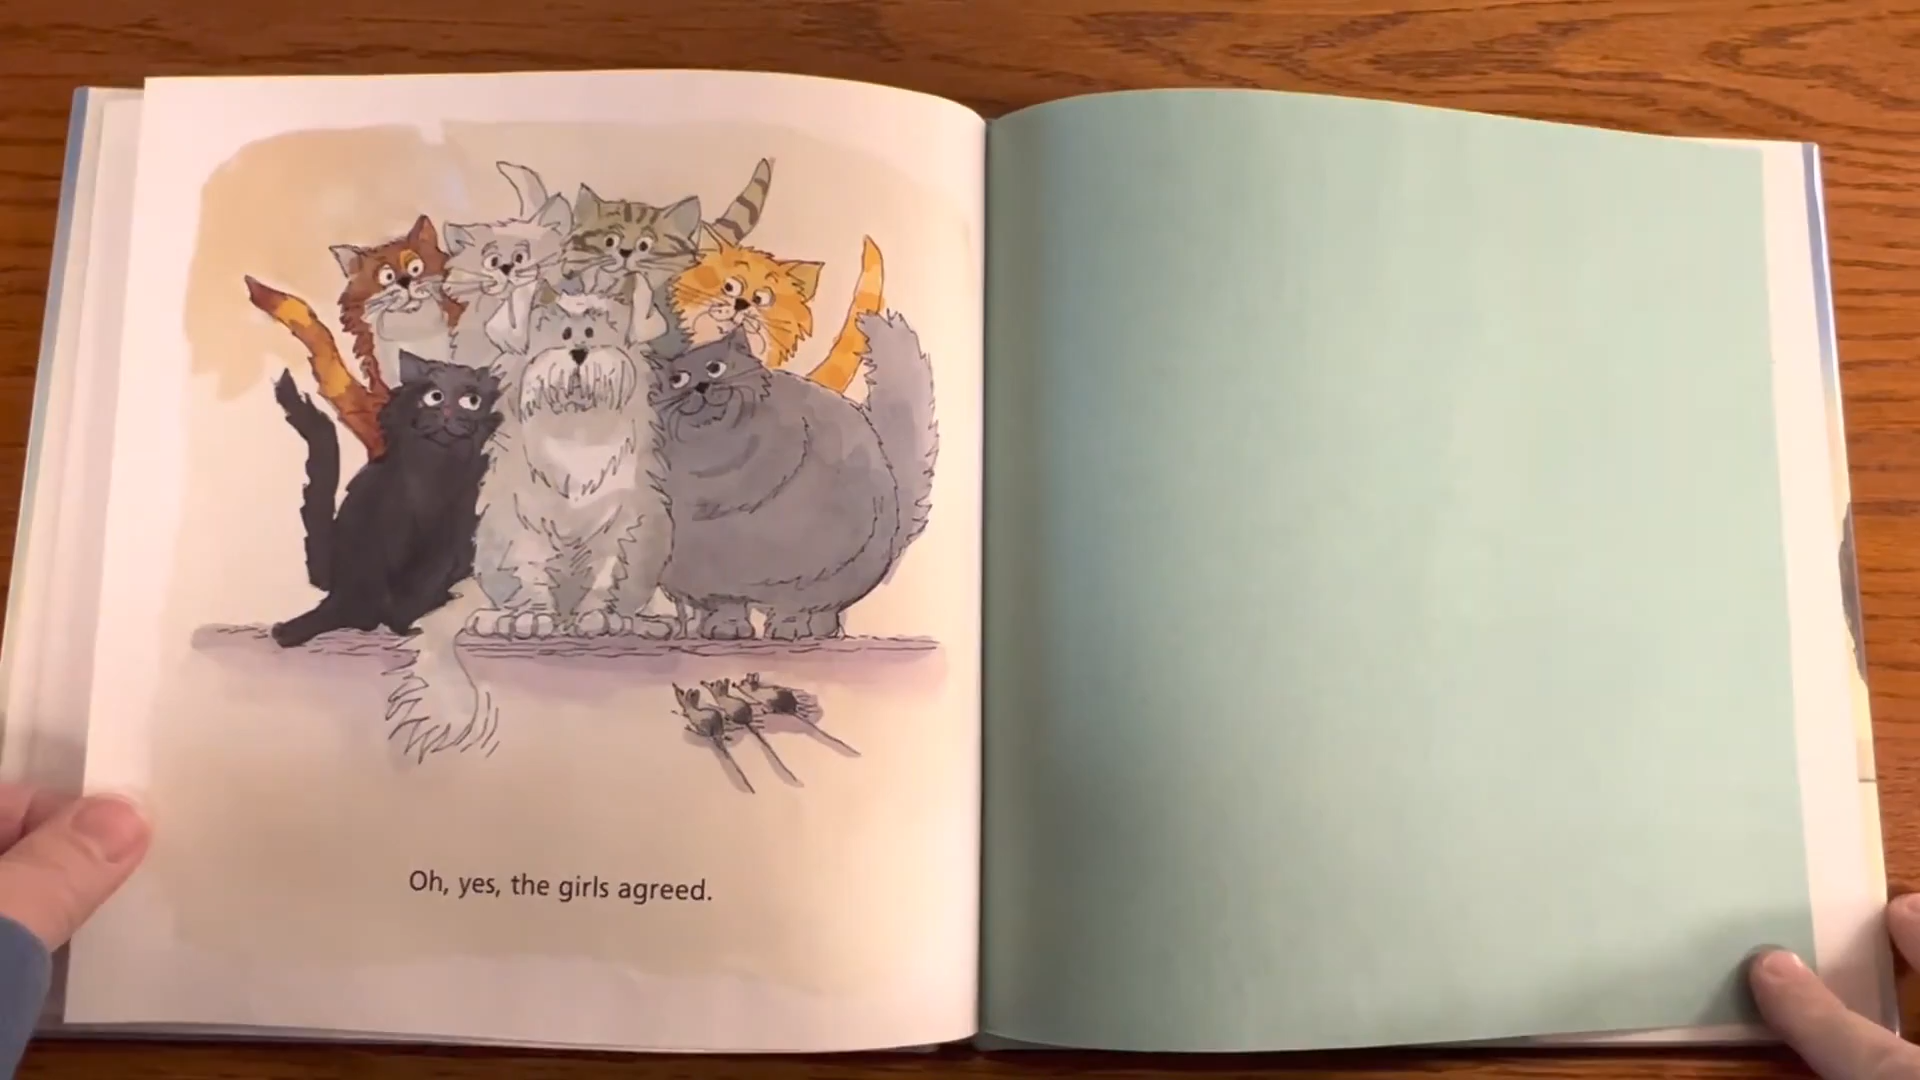 Oh, yes, the girls agreed.